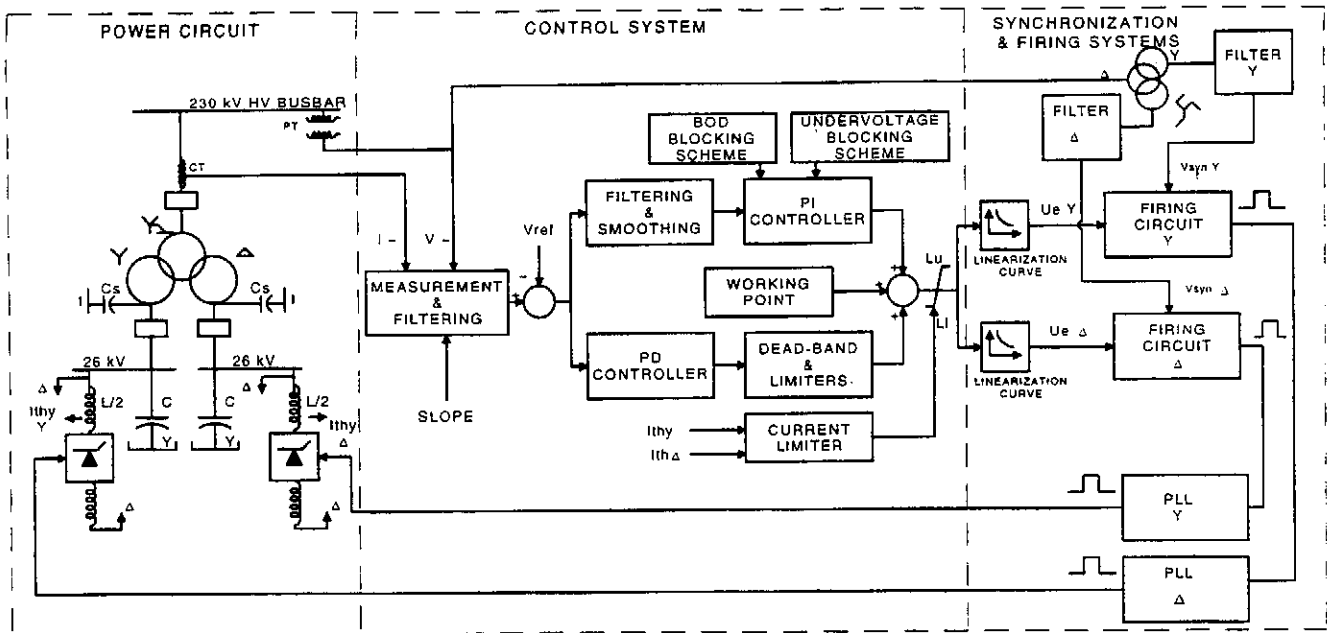 POWER CIRCUIT
CONTROL SYSTEM
SYNCHRONIZATION
& FIRING SYSTEMS
230 kV HV BUSBAR
PT
CT
Y
Y
Δ
Cs
Cs
26 kV
26 kV
Δ
Δ
L/2
L/2
C
C
Ithy
Y
Ithy
Δ
Y
Y
Δ
Δ
I -
V -
MEASUREMENT
&
FILTERING
SLOPE
+
-
Vref
FILTERING
&
SMOOTHING
BOD
BLOCKING
SCHEME
UNDERVOLTAGE
BLOCKING
SCHEME
PI
CONTROLLER
WORKING
POINT
PD
CONTROLLER
DEAD-BAND
&
LIMITERS
Ithy
Ith Δ
CURRENT
LIMITER
+
+
+
Lu
LI
Δ
Y
FILTER
Y
FILTER
Δ
Vsyn Y
Ue Y
LINEARIZATION
CURVE
FIRING
CIRCUIT
Y
Vsyn Δ
Ue Δ
LINEARIZATION
CURVE
FIRING
CIRCUIT
Δ
PLL
Y
PLL
Δ